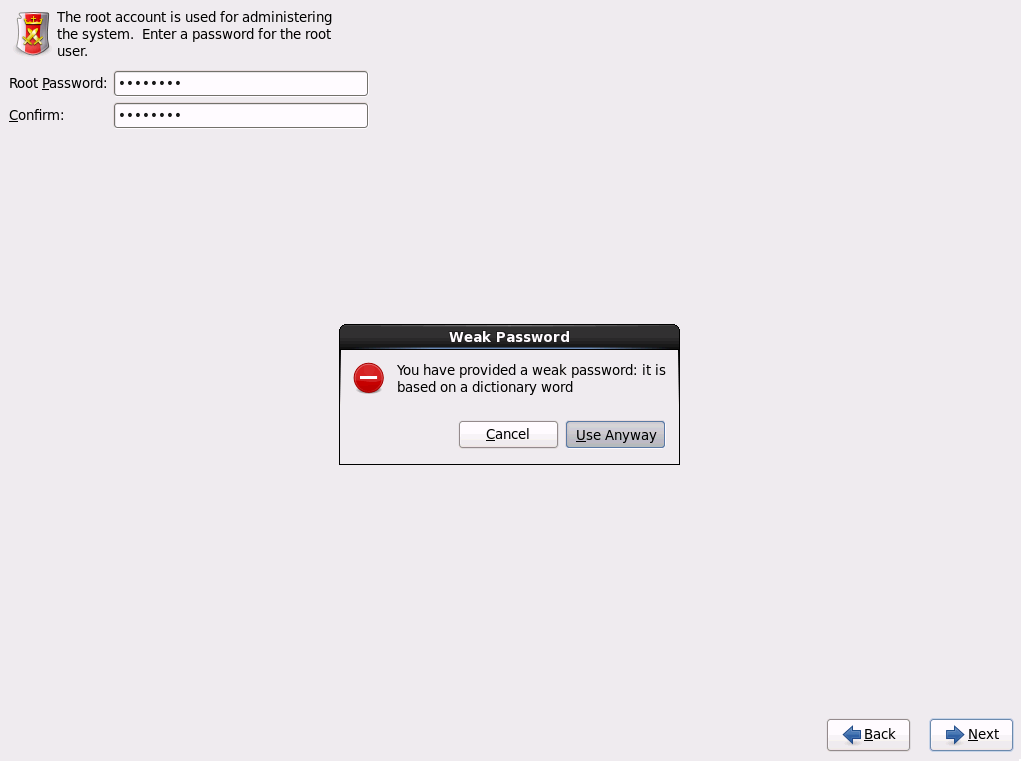 The root account is used for administering
the system.  Enter a password for the root
user.
Root Password: ••••••••
Confirm: ••••••••
Weak Password
You have provided a weak password: it is
based on a dictionary word
Cancel Use Anyway
Back Next